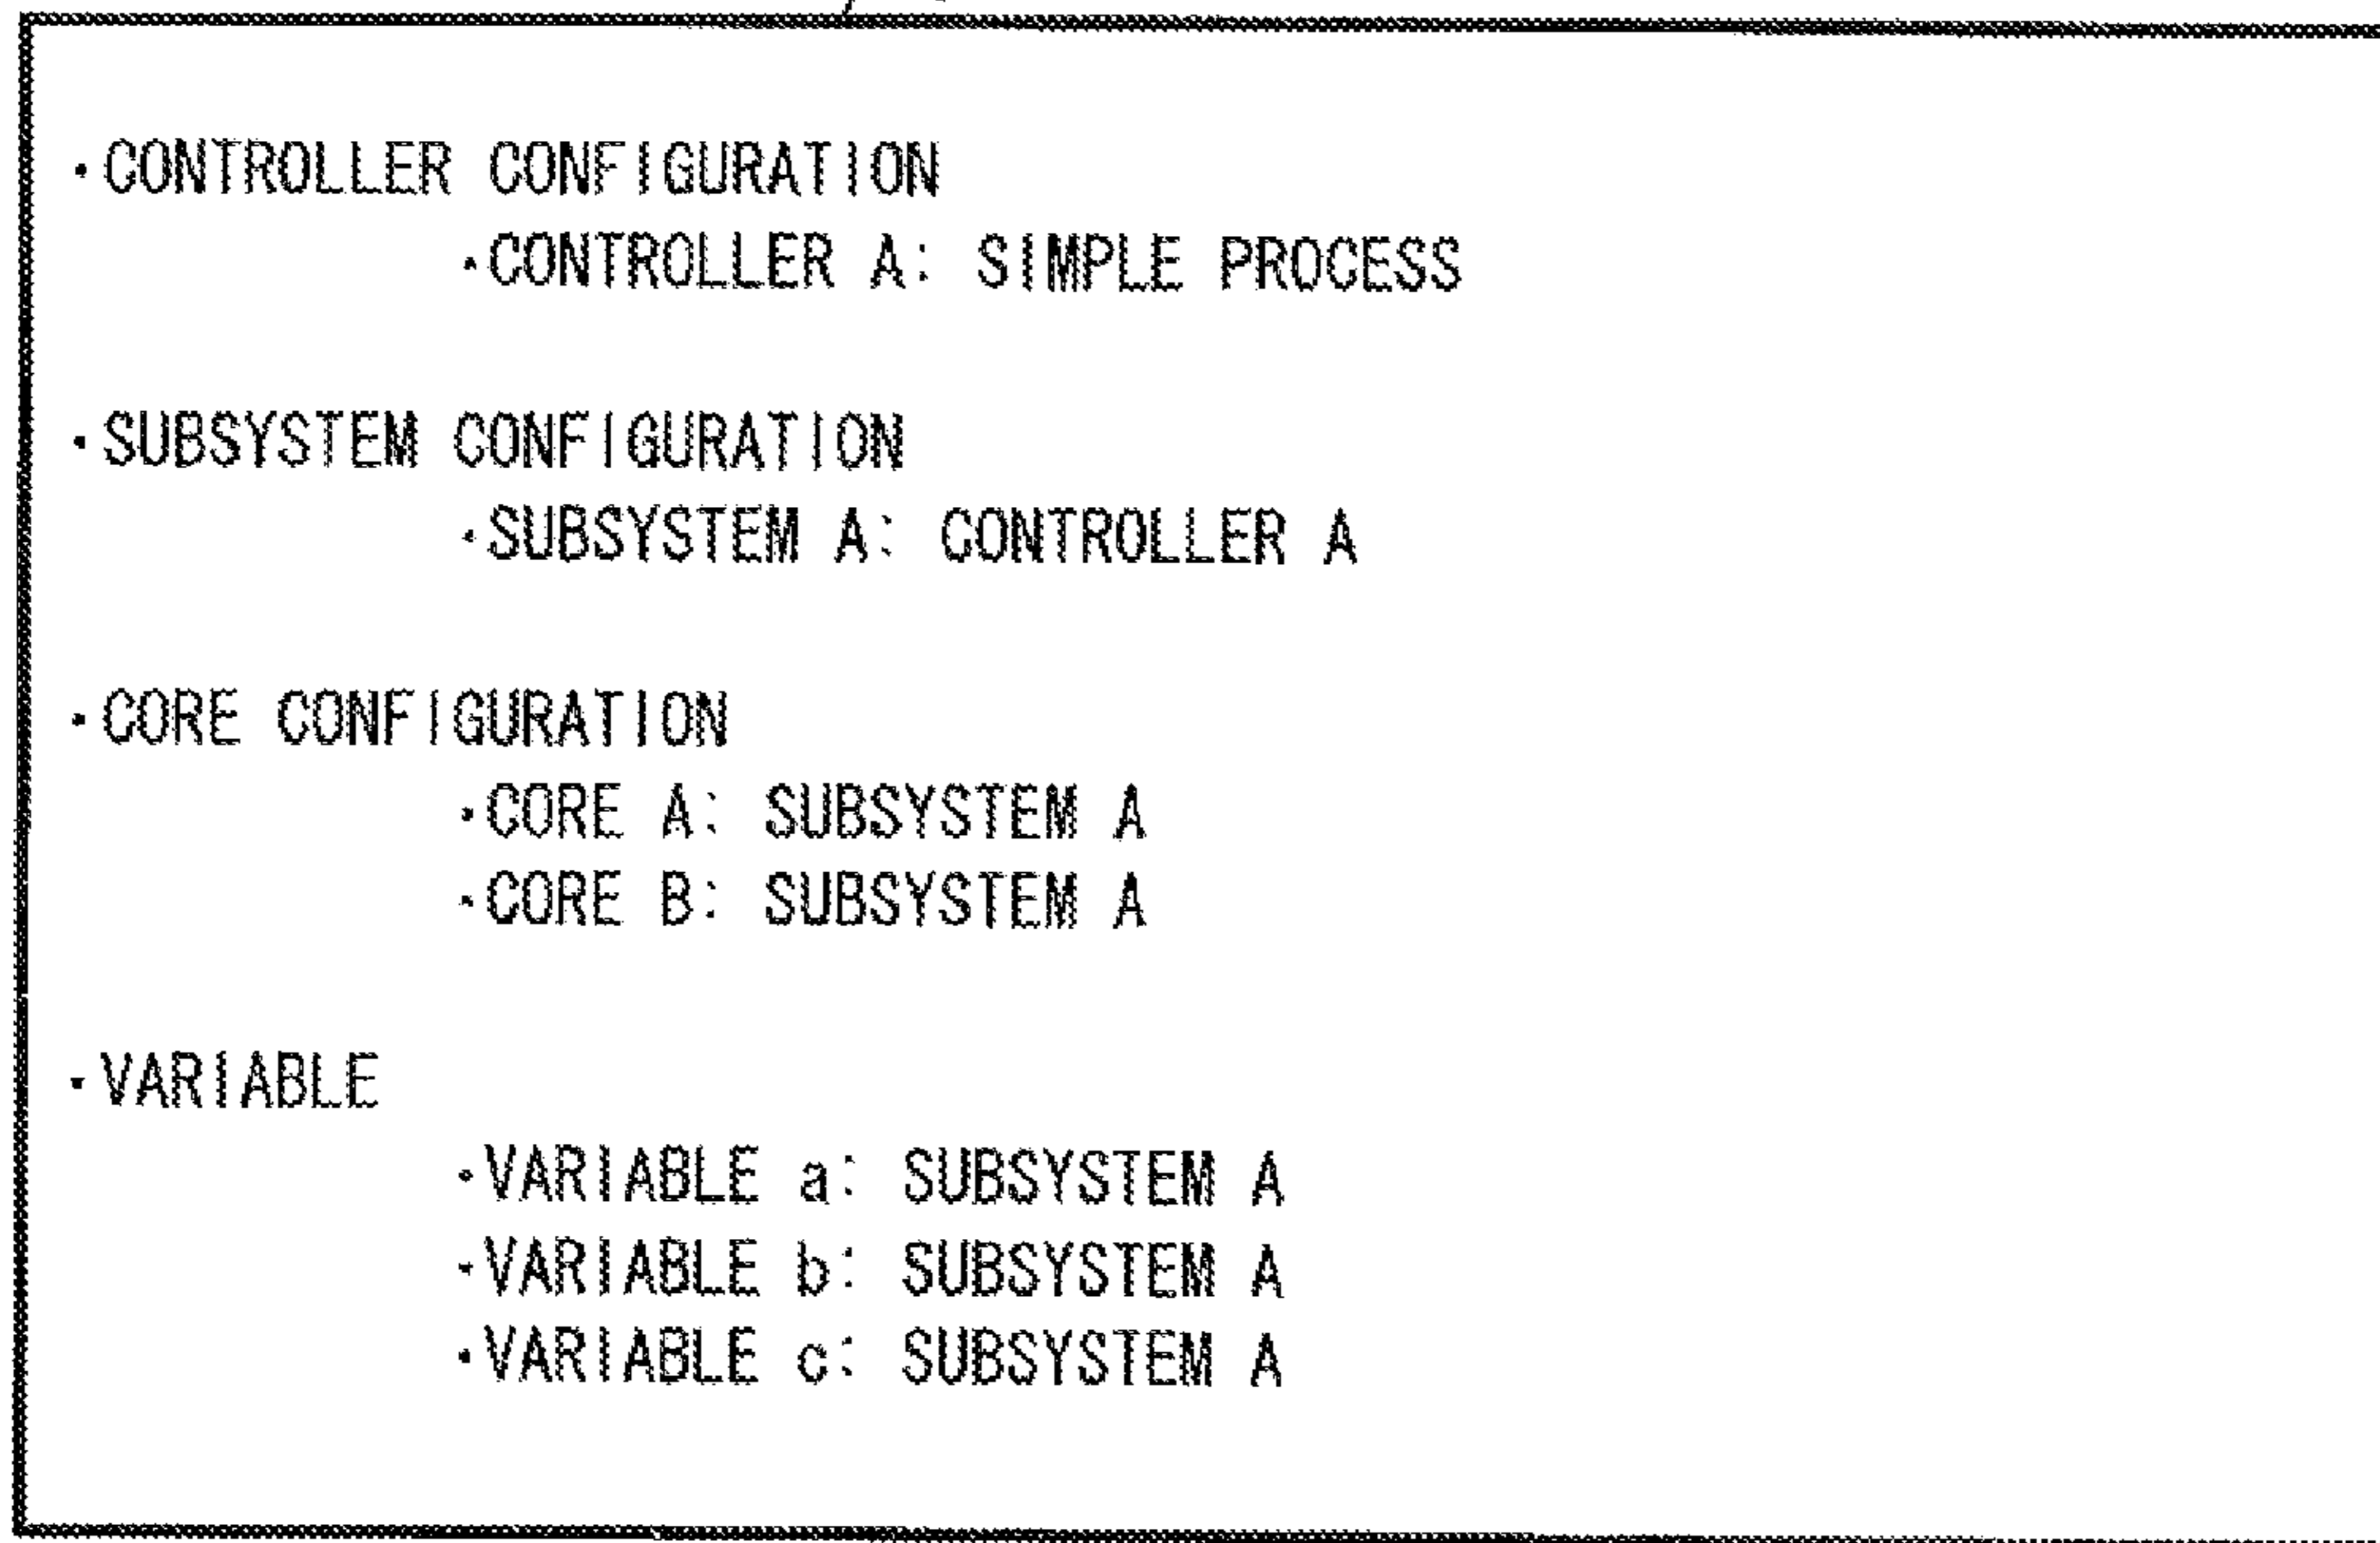 ・CONTROLLER CONFIGURATION
・CONTROLLER A: SIMPLE PROCESS
・SUBSYSTEM CONFIGURATION
・SUBSYSTEM A: CONTROLLER A
・CORE CONFIGURATION
・CORE A: SUBSYSTEM A
・CORE B: SUBSYSTEM A
・VARIABLE
・VARIABLE a: SUBSYSTEM A
・VARIABLE b: SUBSYSTEM A
・VARIABLE c: SUBSYSTEM A